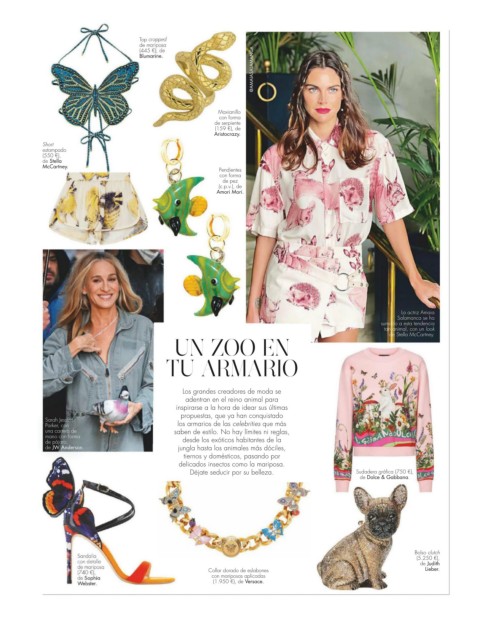 Top cropped
de mariposa
(645 €), de
Blumarine.
Maxianillo
con forma
de serpiente
(159 €), de
Aristocrazy.
Short
estampado
(550 €),
de Stella
McCartney.
Pendientes
con forma
de pez
(c.p.v.), de
Amori Mori.
La actriz Amaia
Salamanca se ha
a esta tendencia
animal, con un look
de Stella McCartney.
UN ZOO EN
TU ARMARIO
Los grandes creadores de moda se
adentran en el reino animal para
inspirarse a la hora de idear sus últimas
propuestas, que ya han conquistado
los armarios de las celebrities que más
saben de estilo. No hay límites ni reglas,
desde los exóticos habitantes de la
jungla hasta los animales más dóciles,
tiernos y domésticos, pasando por
delicados insectos como la mariposa.
Déjate seducir por su belleza.
Sarah Jessica
Parker, con
una cartera de
mano con forma
de paloma,
de JW Anderson.
Sudadera gráfica (750 €),
de Dolce & Gabbana.
Sandalia
con detalle
de mariposa
(740 €),
de Sophia
Webster.
Collar dorado de eslabones
con mariposas aplicadas
(1.950 €), de Versace.
Bolso clutch
(5.250 €),
de Judith
Leiber.